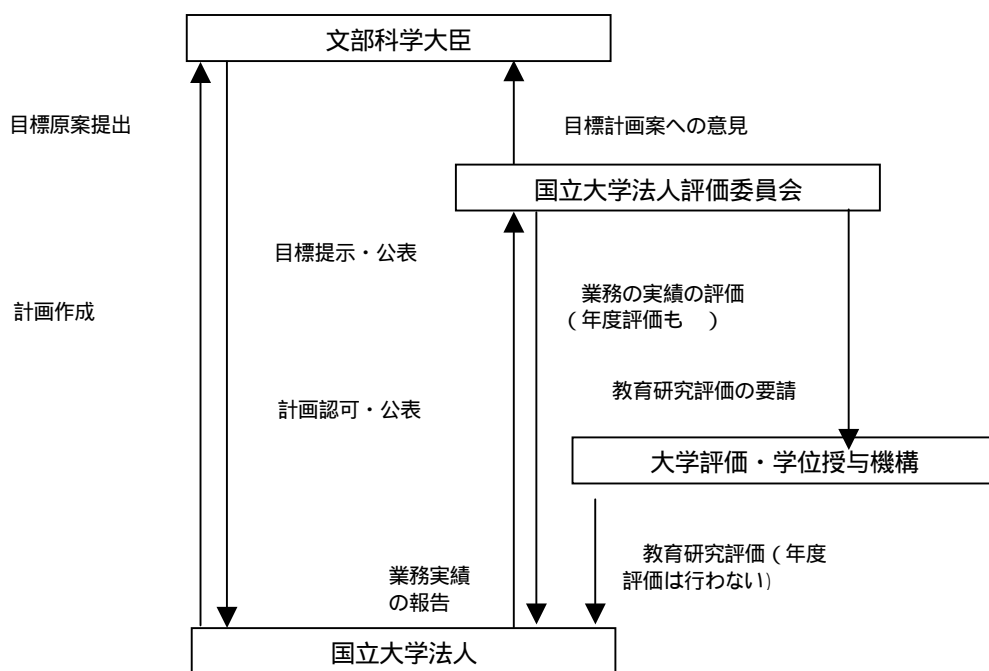 文部科学大臣
目標原案提出
目標計画案への意見
国立大学法人評価委員会
目標提示・公表
計画作成
業務の実績の評価
(年度評価も　)
教育研究評価の要請
計画認可・公表
大学評価・学位授与機構
教育研究評価(年度
評価は行わない)
業務実績
の報告
国立大学法人